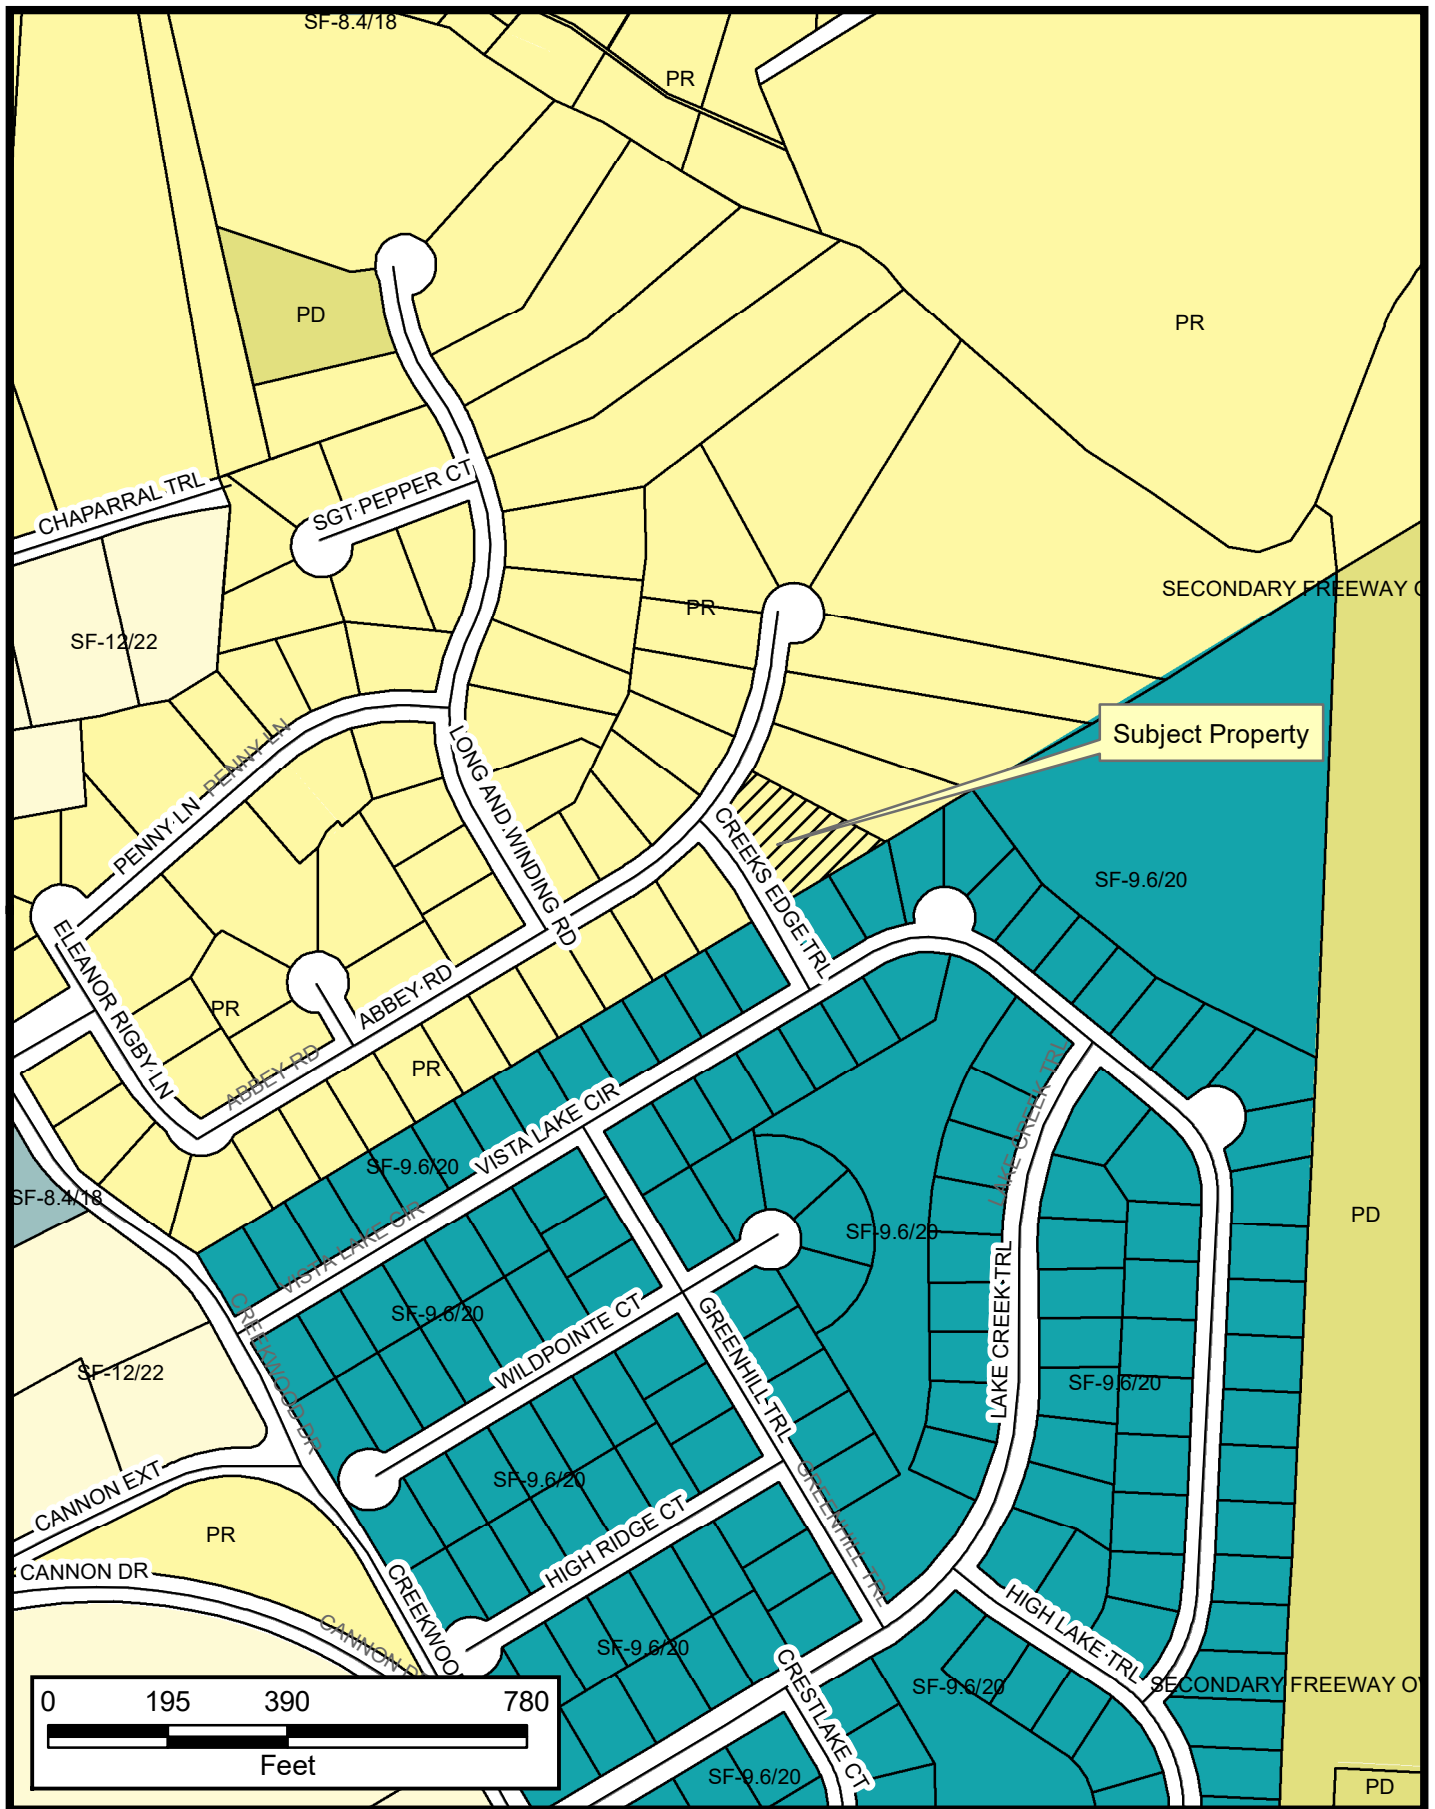 SF-8.4/18
PR
PD
PR
CHAPARRAL TRL
SGT PEPPER CT
SECONDARY FREEWAY O
PR
SF-12/22
PENNY LN
PENNY LN
LONG AND WINDING RD
Subject Property
CREEKS EDGE TRL
SF-9.6/20
ELEANOR RIGBY LN
PR
ABBEY RD
ABBEY RD
PR
VISTA LAKE CIR
VISTA LAKE CIR
LAKE CREEK TRL
SF-9.6/20
SF-8.4/18
SF-9.6/20
PD
CREEKWOOD DR
SF-9.6/20
WILDPOINTE CT
GREENHILL TRL
LAKE CREEK TRL
SF-12/22
SF-9.6/20
CANNON EXT
SF-9.6/20
GREENHILL TRL
PR
HIGH RIDGE CT
CANNON DR
CREEKWOO
CANNON D
HIGH LAKE TRL
SF-9.6/20
CRESTLAKE CT
SF-9.6/20
SECONDARY FREEWAY OV
SF-9.6/20
PD
0 195 390 780
Feet